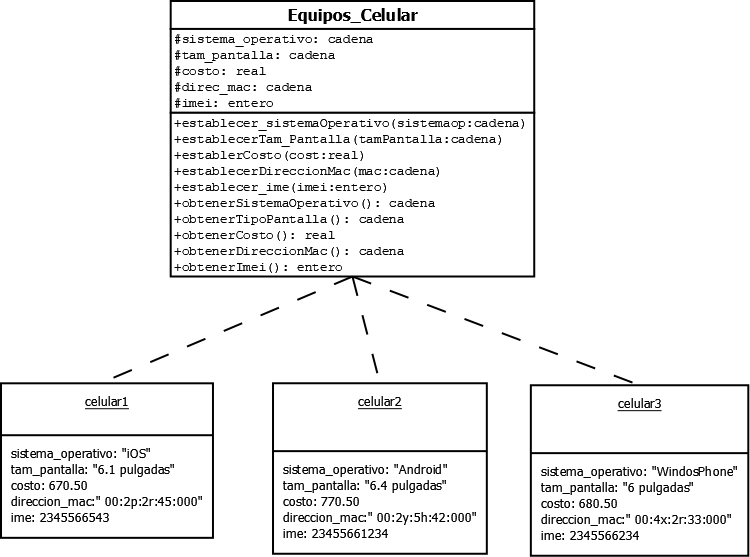 Equipos_Celular
#sistema_operativo: cadena
#tam_pantalla: cadena
#costo: real
#direc_mac: cadena
#imei: entero
+establecer_sistemaOperativo(sistemaop:cadena)
+establecerTam_Pantalla(tamPantalla:cadena)
+establerCosto(cost:real)
+establecerDireccionMac(mac:cadena)
+establecer_ime(imei:entero)
+obtenerSistemaOperativo(): cadena
+obtenerTipoPantalla(): cadena
+obtenerCosto(): real
+obtenerDireccionMac(): cadena
+obtenerImei(): entero
celular1
sistema_operativo: "iOS"
tam_pantalla: "6.1 pulgadas"
costo: 670.50
direccion_mac:" 00:2p:2r:45:000"
ime: 2345566543
celular2
sistema_operativo: "Android"
tam_pantalla: "6.4 pulgadas"
costo: 770.50
direccion_mac:" 00:2y:5h:42:000"
ime: 23455661234
celular3
sistema_operativo: "WindosPhone"
tam_pantalla: "6 pulgadas"
costo: 680.50
direccion_mac:" 00:4x:2r:33:000"
ime: 2345566234